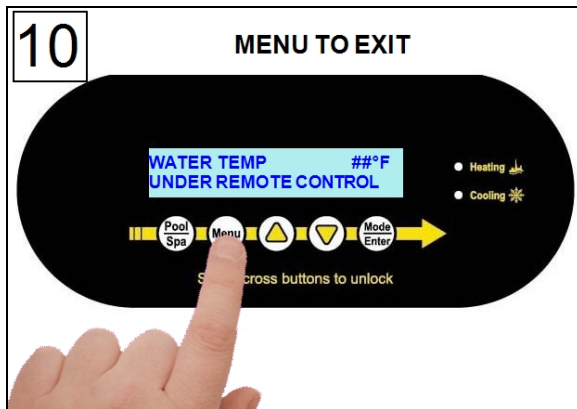 10
MENU TO EXIT
WATER TEMP ##°F
UNDER REMOTE CONTROL
Heating
Cooling
Pool
Spa
Menu
Mode
Enter
cross buttons to unlock